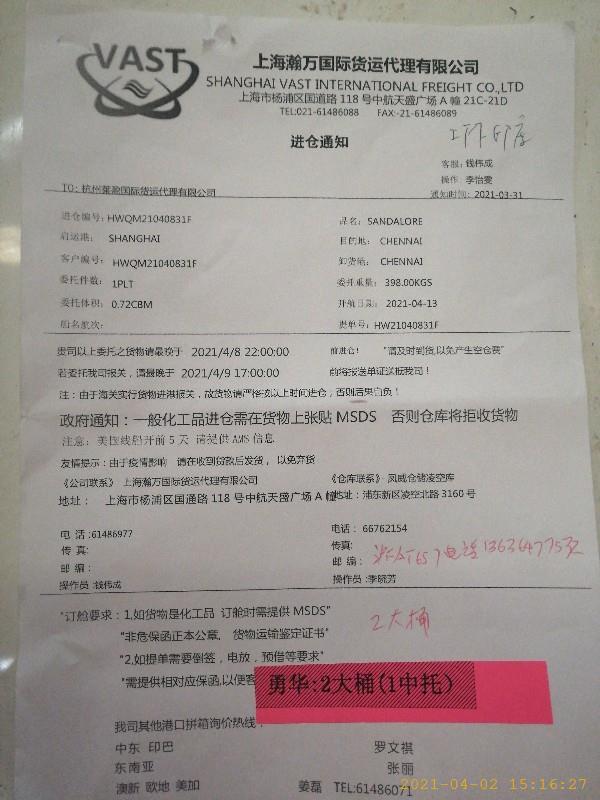 VAST
上海瀚万国际货运代理有限公司
SHANGHAI VAST INTERNATIONAL FREIGHT CO.,LTD
上海市杨浦区国道路 118 号中航天盛广场 A 幢 21C-21D
TEL:021-61486088 FAX:-21-61486089
进仓通知
客服: 钱伟成
操作: 李怡雯
TO: 杭州莱盈国际货运代理有限公司
通知时间: 2021-03-31
进仓编号: HWQM21040831F
品名: SANDALORE
启运港: SHANGHAI
目的地: CHENNAI
客户编号: HWQM21040831F
卸货港: CHENNAI
委托件数: 1PLT
委托重量: 398.00KGS
委托体积: 0.72CBM
开航日期: 2021-04-13
船名航次:
提单号: HW21040831F
贵司以上委托之货物请最晚于 2021/4/8 22:00:00 前进仓! "请及时到货,以免产生空仓费"
若委托我司报关, 请最晚于 2021/4/9 17:00:00 前将报送单证送抵我司!
注: 由于海关实行货物进港报关, 故货物请严格按以上时间进仓, 否则后果自负!
政府通知: 一般化工品进仓需在货物上张贴 MSDS 否则仓库将拒收货物
注意: 美国线船开前 5 天 请提供 AMS 信息
友情提示: 由于疫情影响 请在收到货款后发货, 以免弃货
《公司联系》上海瀚万国际货运代理有限公司
《仓库联系》凤威仓储凌空库
地址: 上海市杨浦区国通路 118 号中航天盛广场 A 幢
地址: 浦东新区凌空北路 3160 号
电 话 :61486977
电话: 66762154
传 真:
传真:
邮 编:
邮 编:
操作员 :钱伟成
操作员 :李晓芳
"订舱要求: 1,如货物是化工品 订舱时需提供 MSDS"
2大桶
"非危保函正本公章, 货物运输鉴定证书"
"2,如提单需要倒签, 电放, 预借等要求"
"需提供相对应保函,以便客
勇华:2大桶(1中托)
我司其他港口拼箱询价热线:
中东 印巴 罗文祺
东南亚 张丽
澳新 欧地 美加 姜磊 TEL:61486071
2021-04-02 15:16:27